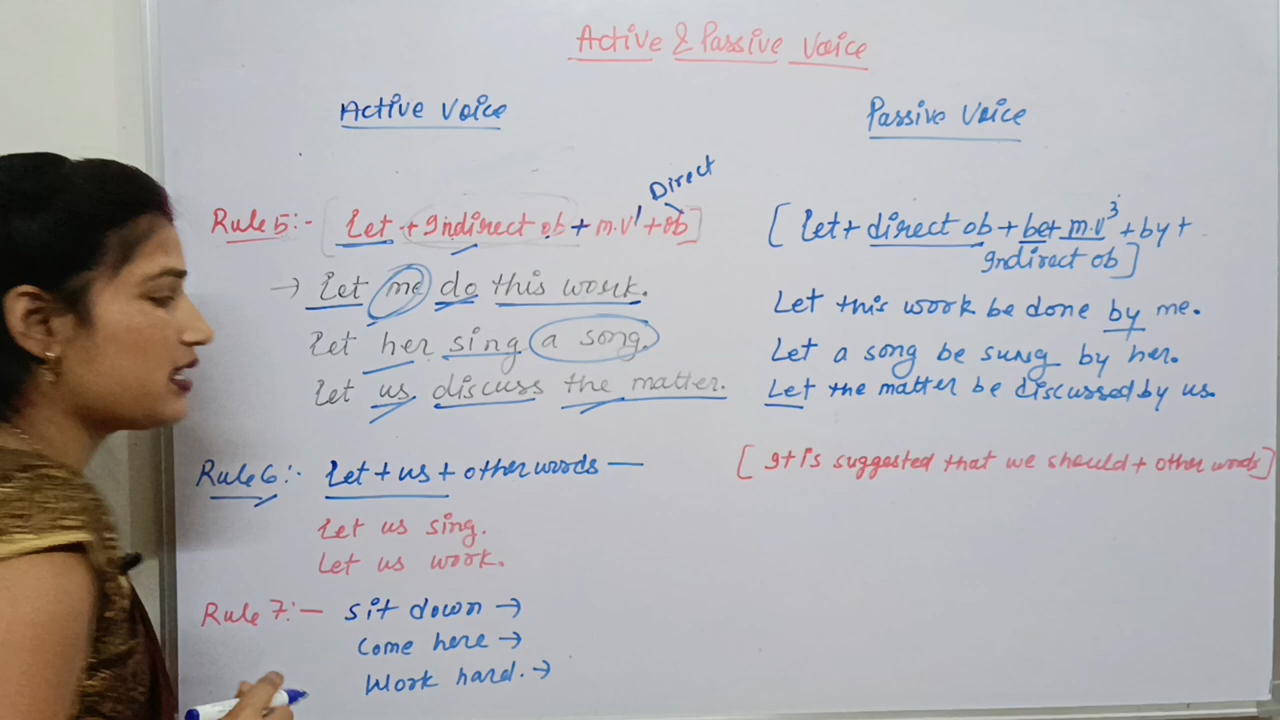 Active & Passive Voice
Active Voice
Passive Voice
Direct
Rule 5:- [Let + Indirect ob + m.v¹ + ob]
[Let + direct ob + be + m.v³ + by +
Indirect ob]
→ Let me do this work.
Let this work be done by me.
Let her sing a song.
Let a song be sung by her.
Let us discuss the matter.
Let the matter be discussed by us.
Rule 6:- Let + us + other words —
[It is suggested that we should + other words]
Let us sing.
Let us work.
Rule 7:- Sit down →
Come here →
Work hard. →